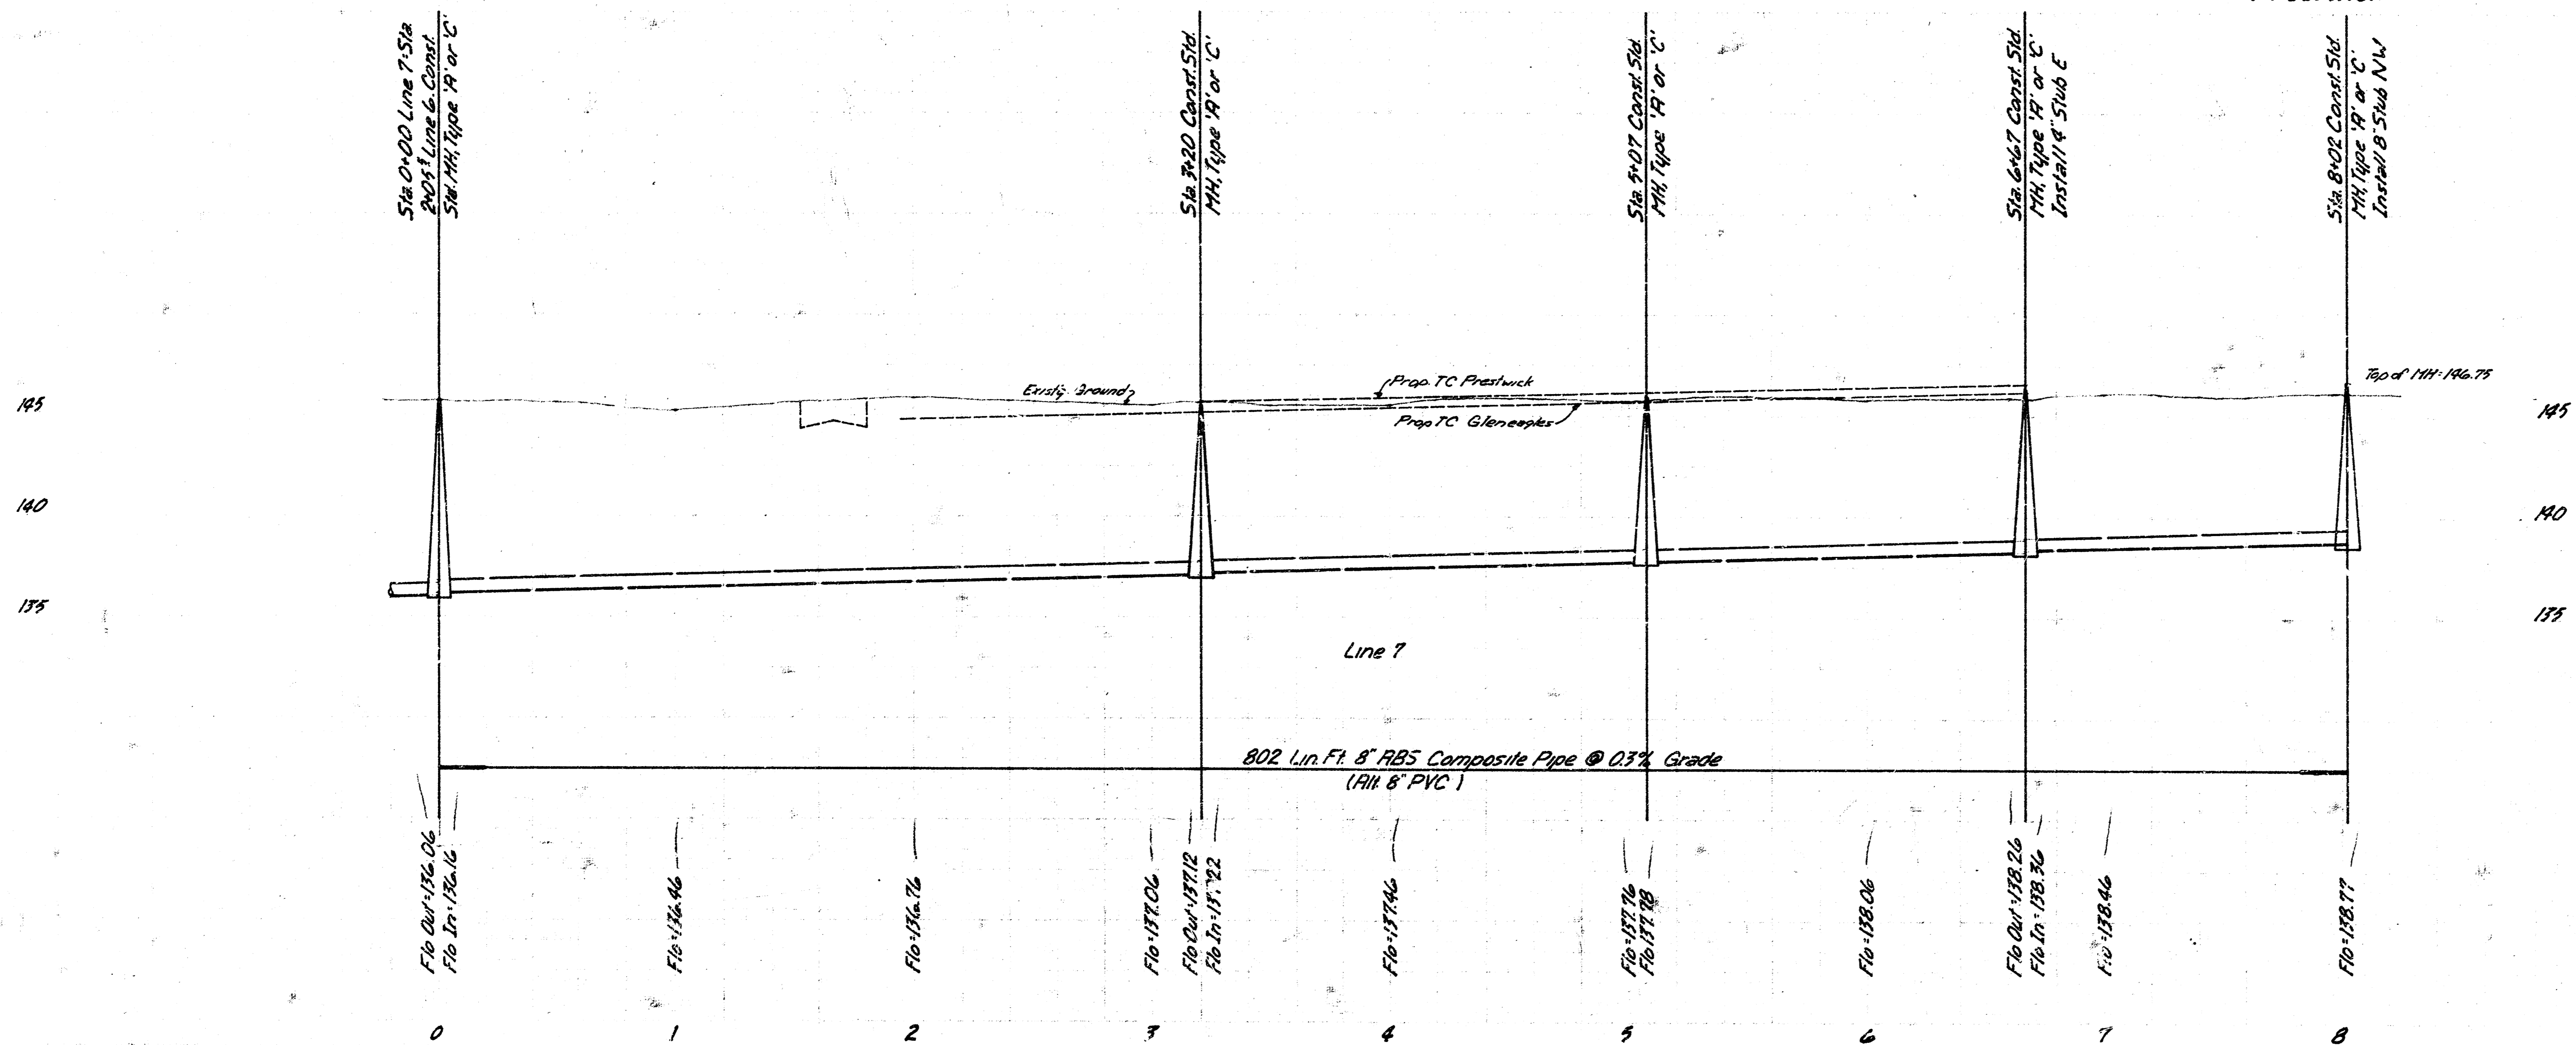 Sta. 0+00 Line 7=Sta.
2+05± Line 6. Const.
Std. MH, Type 'A' or 'C'
Sta. 3+20 Const. Std.
MH, Type 'A' or 'C'
Sta. 5+07 Const. Std.
MH, Type 'A' or 'C'
Sta. 6+67 Const. Std.
MH, Type 'A' or 'C'
Install 4" Stub E
Sta. 8+02 Const. Std.
MH, Type 'A' or 'C'
Install 8" Stub NW
Existg. Ground
Prop. TC Prestwick
Prop TC Gleneagles
Top of MH=146.75
145
145
140
140
135
135
Line 7
802 Lin. Ft. 8" ABS Composite Pipe @ 0.3% Grade
(Alt. 8" PVC)
Flo Out=136.06
Flo In=136.16
Flo=136.46
Flo=136.76
Flo=137.06
Flo Out=137.12
Flo In=137.22
Flo=137.46
Flo=137.76
Flo 137.78
Flo=138.06
Flo Out=138.26
Flo In=138.36
Flo=138.46
Flo=138.77
0 1 2 3 4 5 6 7 8